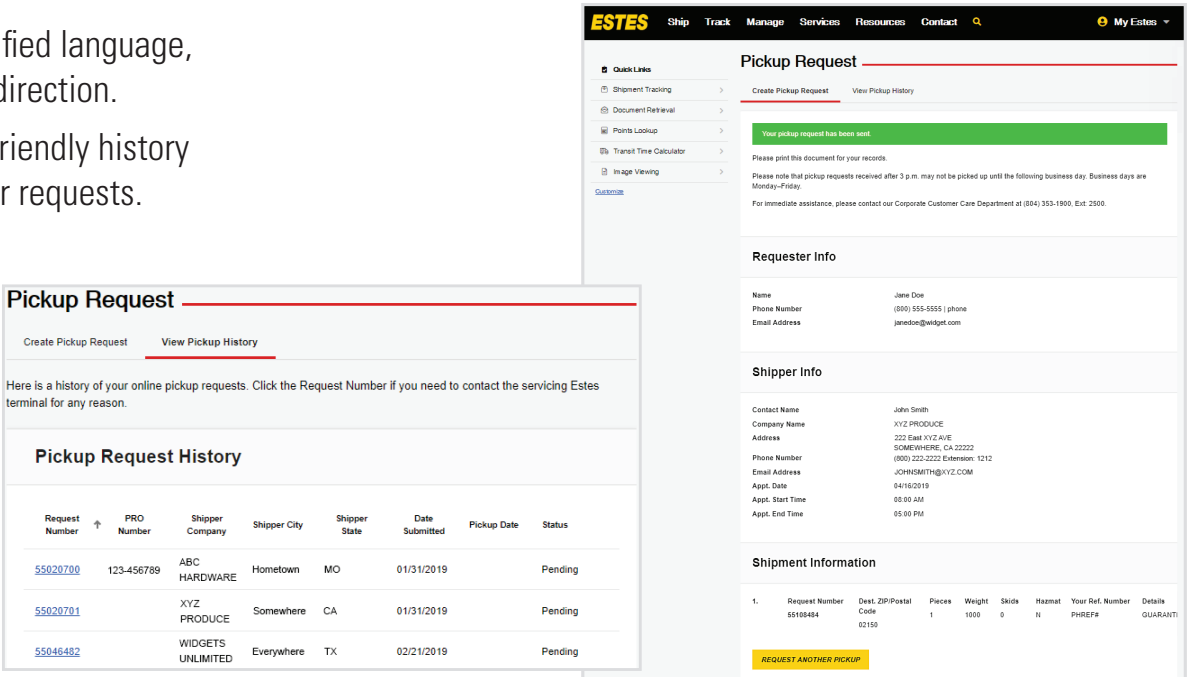 fied language,
direction.
riendly history
r requests.
ESTES Ship Track Manage Services Resources Contact My Estes
Quick Links
Shipment Tracking
Document Retrieval
Points Lookup
Transit Time Calculator
Image Viewing
Customize
Pickup Request
Create Pickup Request View Pickup History
Your pickup request has been sent.
Please print this document for your records.
Please note that pickup requests received after 3 p.m. may not be picked up until the following business day. Business days are
Monday–Friday.
For immediate assistance, please contact our Corporate Customer Care Department at (804) 353-1900, Ext: 2500.
Requester Info
Name Jane Doe
Phone Number (800) 555-5555 | phone
Email Address janedoe@widget.com
Shipper Info
Contact Name John Smith
Company Name XYZ PRODUCE
Address 222 East XYZ AVE
SOMEWHERE, CA 22222
Phone Number (800) 222-2222 Extension: 1212
Email Address JOHNSMITH@XYZ.COM
Appt. Date 04/16/2019
Appt. Start Time 08:00 AM
Appt. End Time 05:00 PM
Shipment Information
1. Request Number Dest. ZIP/Postal Pieces Weight Skids Hazmat Your Ref. Number Details
55108484 Code 1 1000 0 N PHREF# GUARANTI
02150
REQUEST ANOTHER PICKUP
Pickup Request
Create Pickup Request View Pickup History
Here is a history of your online pickup requests. Click the Request Number if you need to contact the servicing Estes
terminal for any reason.
Pickup Request History
Request PRO Shipper Shipper City Shipper Date Pickup Date Status
Number Number Company State Submitted
55020700 123-456789 ABC Hometown MO 01/31/2019 Pending
HARDWARE
55020701 XYZ Somewhere CA 01/31/2019 Pending
PRODUCE
55046482 WIDGETS Everywhere TX 02/21/2019 Pending
UNLIMITED